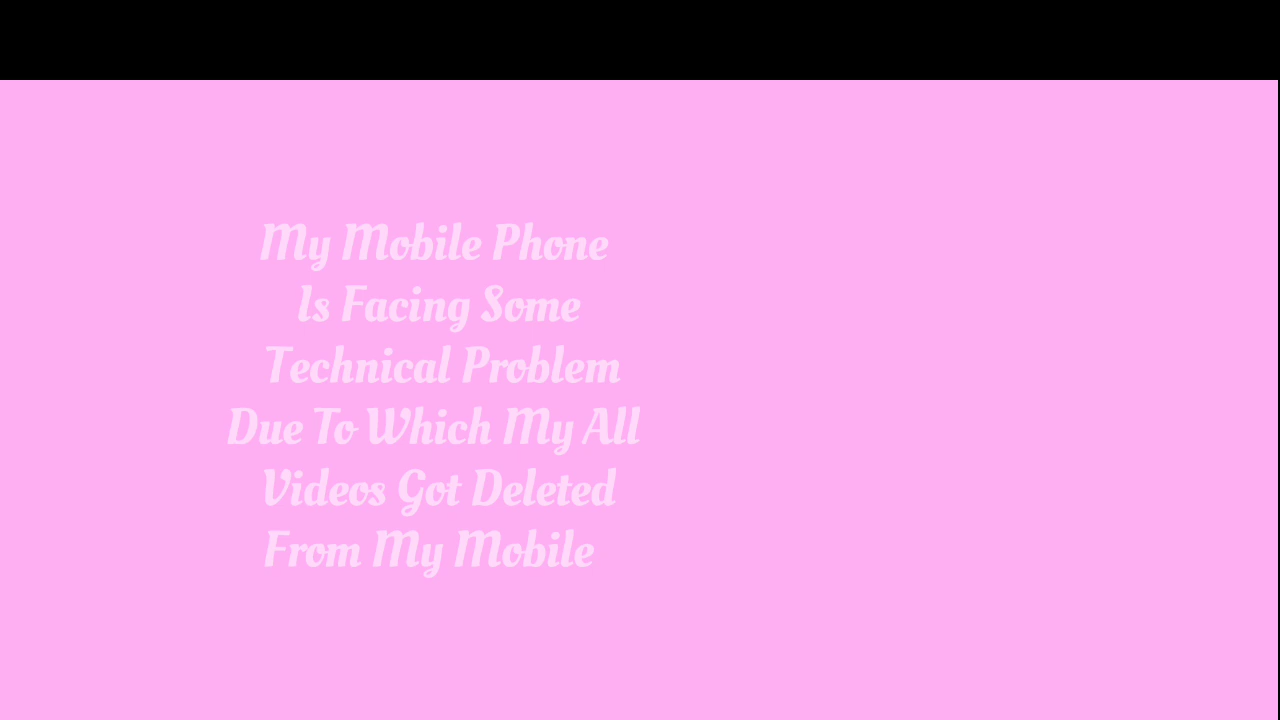 My Mobile Phone
Is Facing Some
Technical Problem
Due To Which My All
Videos Got Deleted
From My Mobile